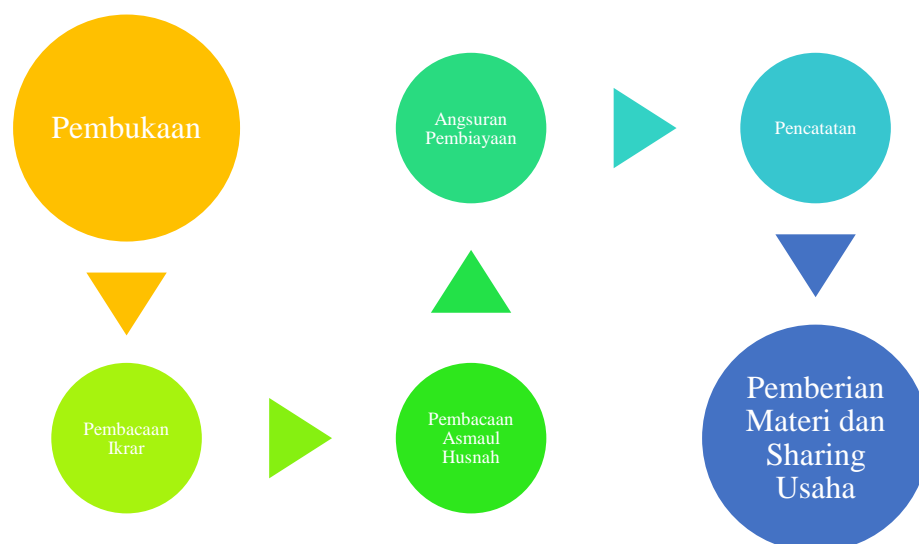 Pembukaan
Pembacaan
Ikrar
Pembacaan
Asmaul
Husnah
Angsuran
Pembiayaan
Pencatatan
Pemberian
Materi dan
Sharing
Usaha